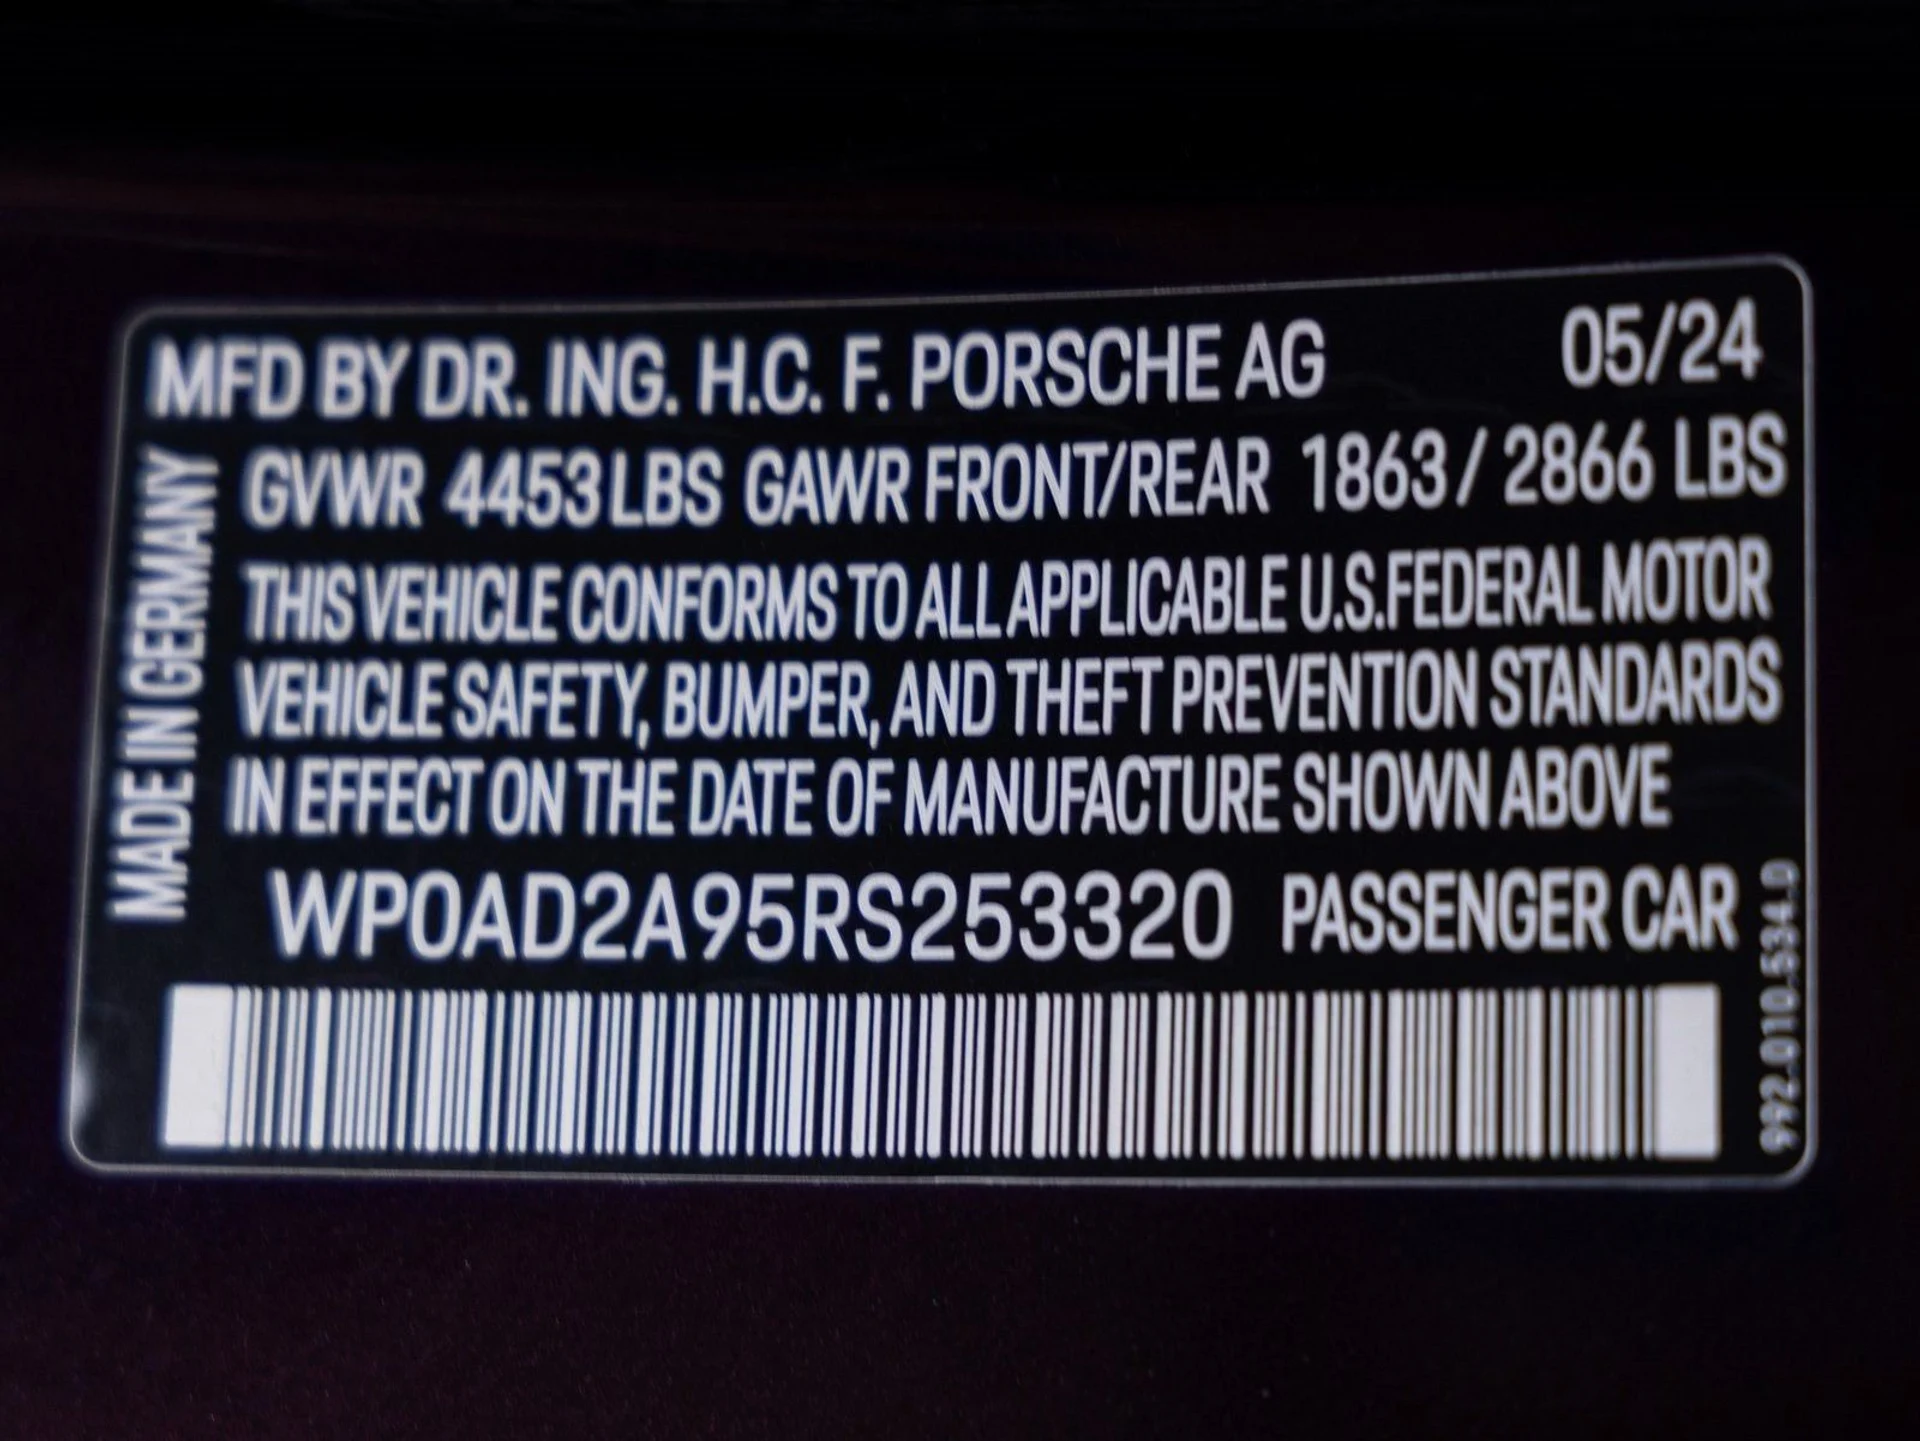 MFD BY DR. ING. H.C. F. PORSCHE AG 05/24
GVWR 4453 LBS GAWR FRONT/REAR 1863 / 2866 LBS
THIS VEHICLE CONFORMS TO ALL APPLICABLE U.S.FEDERAL MOTOR
VEHICLE SAFETY, BUMPER, AND THEFT PREVENTION STANDARDS
IN EFFECT ON THE DATE OF MANUFACTURE SHOWN ABOVE
WP0AD2A95RS253320 PASSENGER CAR
MADE IN GERMANY
992.010.534.D